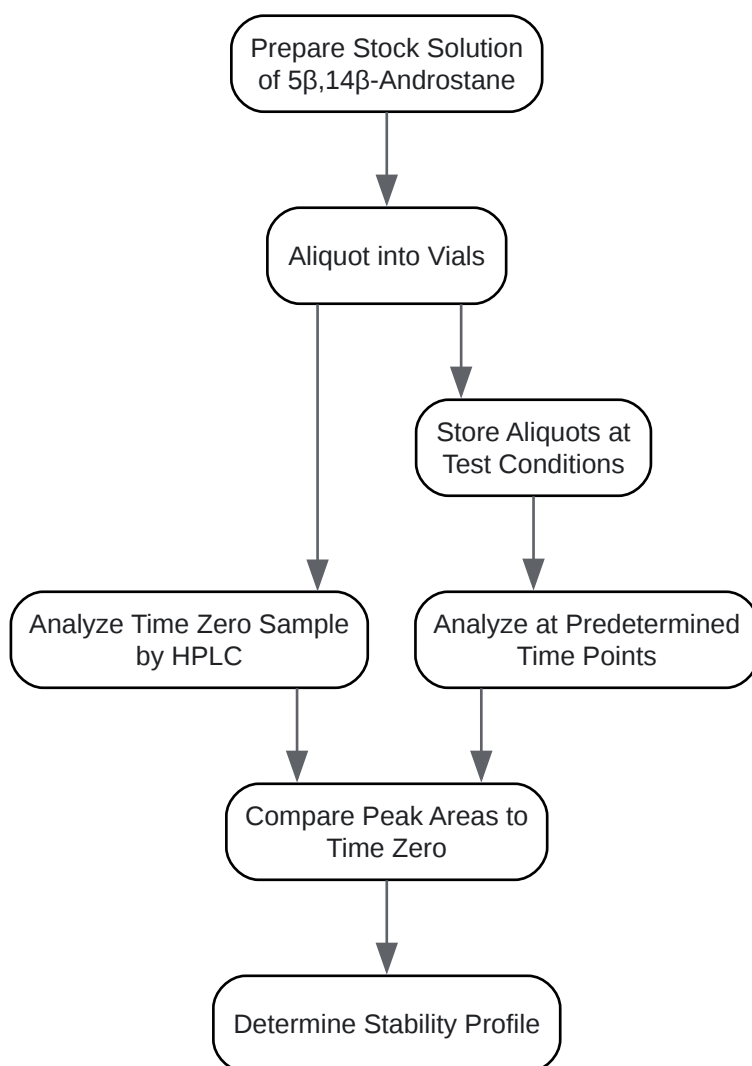 Prepare Stock Solution
of 5β,14β-Androstane
Aliquot into Vials
Store Aliquots at
Test Conditions
Analyze Time Zero Sample
by HPLC
Analyze at Predetermined
Time Points
Compare Peak Areas to
Time Zero
Determine Stability Profile